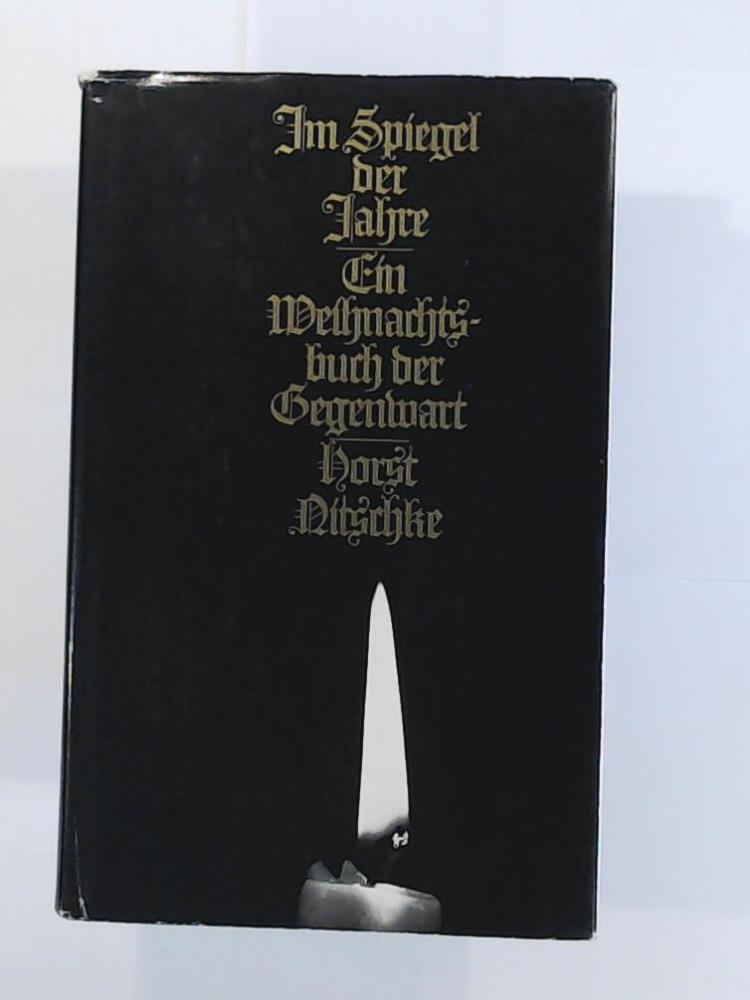 Im Spiegel
der
Jahre
Ein
Weihnachts-
buch der
Gegenwart
Horst
Nitschke